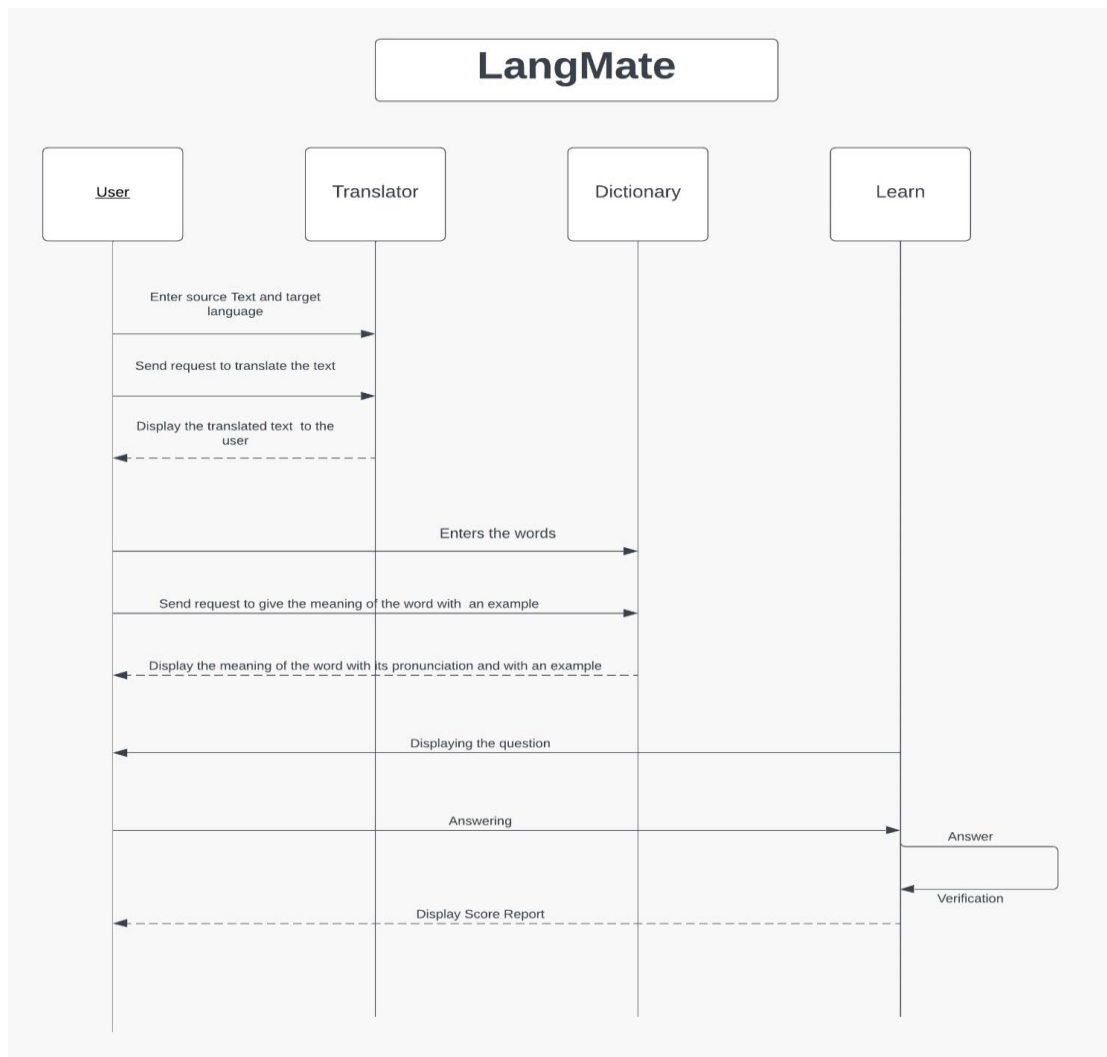 LangMate
User
Translator
Dictionary
Learn
Enter source Text and target
language
Send request to translate the text
Display the translated text  to the
user
Enters the words
Send request to give the meaning of the word with  an example
Display the meaning of the word with its pronunciation and with an example
Displaying the question
Answering
Answer
Verification
Display Score Report